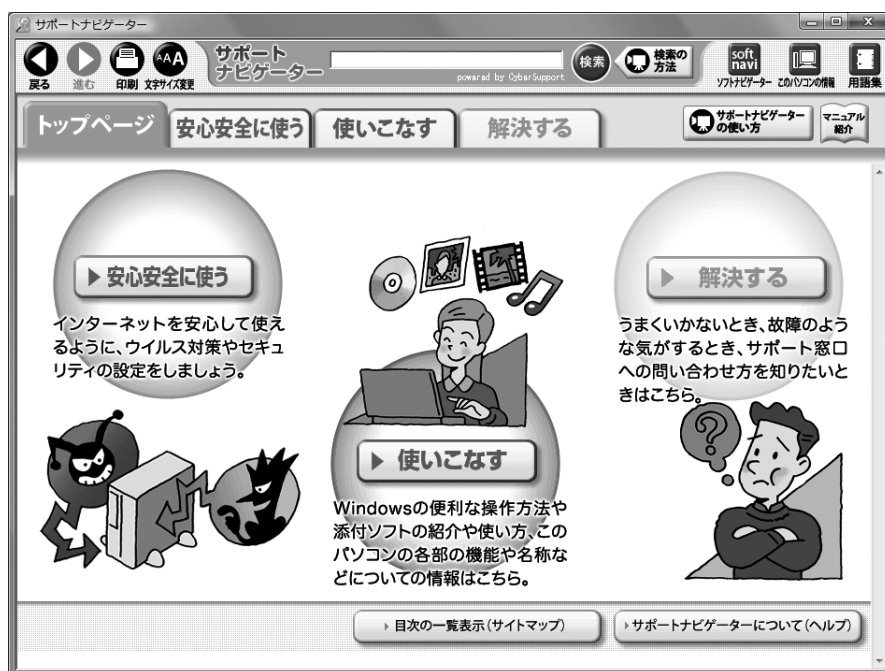 サポートナビゲーター
戻る
進む
印刷
AAA
文字サイズ変更
サポート
ナビゲーター
powered by CyberSupport
検索
検索の
方法
soft
navi
ソフトナビゲーター
このパソコンの情報
用語集
トップページ
安心安全に使う
使いこなす
解決する
サポートナビゲーター
の使い方
マニュアル
紹介
安心安全に使う
インターネットを安心して使え
るように、ウイルス対策やセキュ
リティの設定をしましょう。
使いこなす
Windowsの便利な操作方法や
添付ソフトの紹介や使い方、この
パソコンの各部の機能や名称な
どについての情報はこちら。
解決する
うまくいかないとき、故障のよう
な気がするとき、サポート窓口
への問い合わせ方を知りたいと
きはこちら。
?
目次の一覧表示(サイトマップ)
サポートナビゲーターについて(ヘルプ)